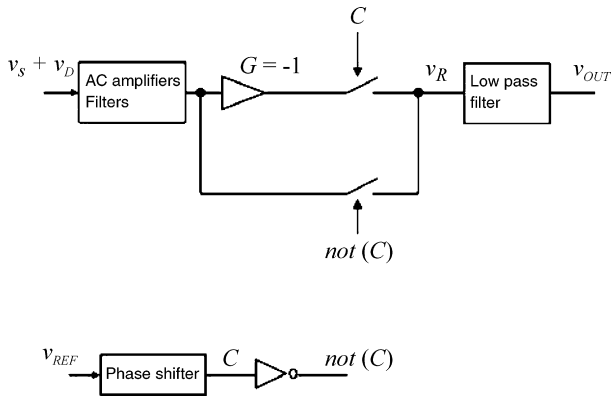 C
v_s + v_D
AC amplifiers
Filters
G = -1
v_R
Low pass
filter
v_OUT
not (C)
v_REF
Phase shifter
C
not (C)